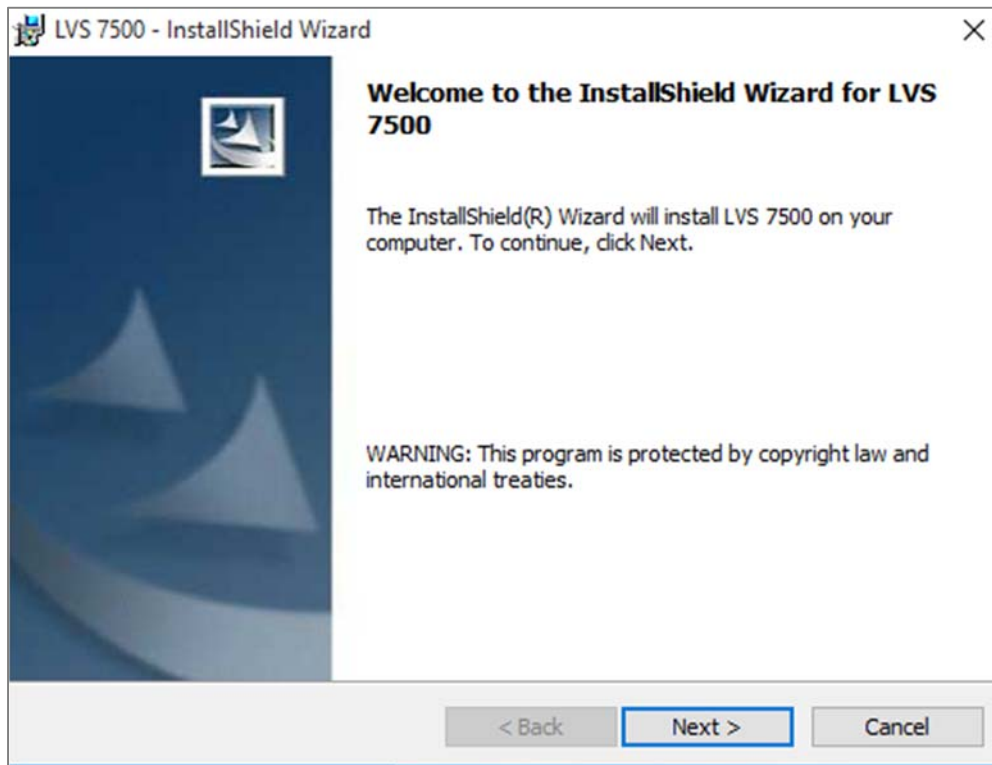 LVS 7500 - InstallShield Wizard
Welcome to the InstallShield Wizard for LVS
7500
The InstallShield(R) Wizard will install LVS 7500 on your
computer. To continue, click Next.
WARNING: This program is protected by copyright law and
international treaties.
< Back
Next >
Cancel